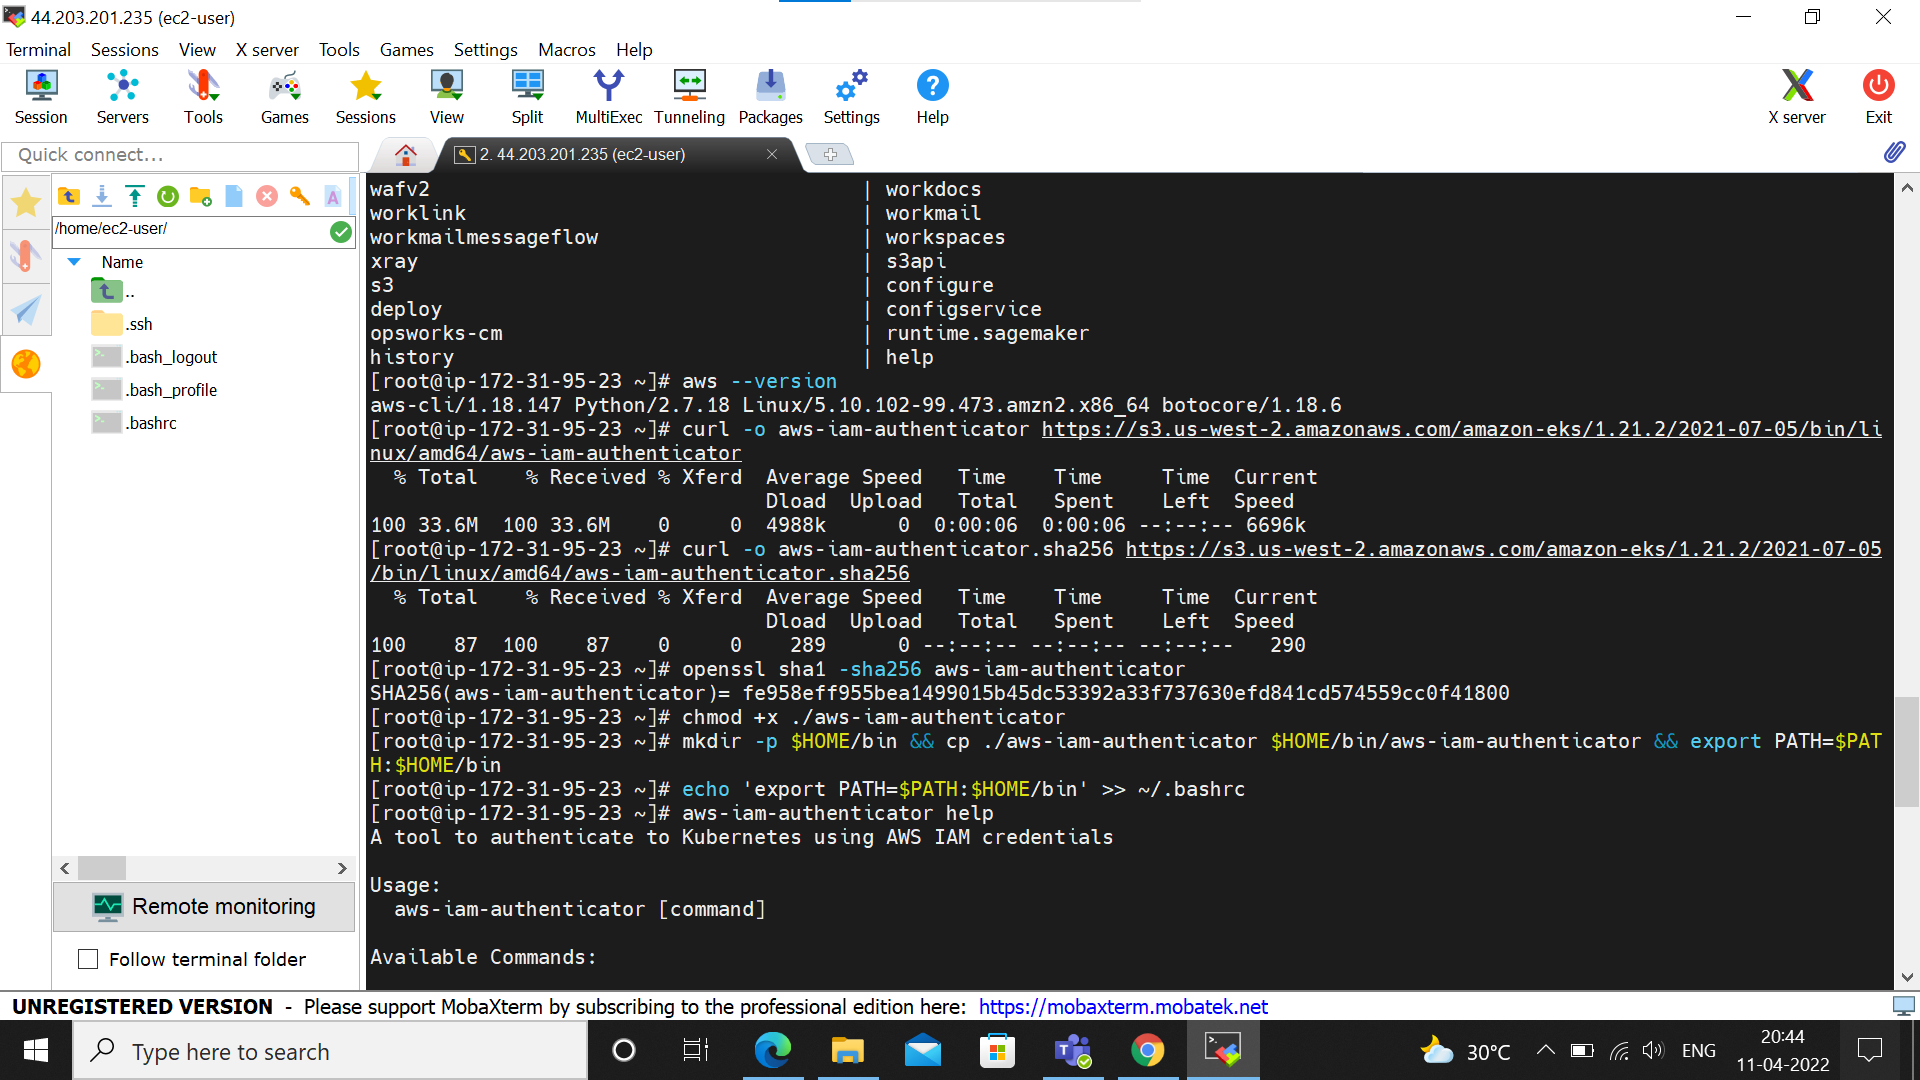 44.203.201.235 (ec2-user)
Terminal Sessions View X server Tools Games Settings Macros Help
Session Servers Tools Games Sessions View Split MultiExec Tunneling Packages Settings Help X server Exit
Quick connect...
2. 44.203.201.235 (ec2-user)
/home/ec2-user/
Name
..
.ssh
.bash_logout
.bash_profile
.bashrc
Remote monitoring
Follow terminal folder
wafv2 | workdocs
worklink | workmail
workmailmessageflow | workspaces
xray | s3api
s3 | configure
deploy | configservice
opsworks-cm | runtime.sagemaker
history | help
[root@ip-172-31-95-23 ~]# aws --version
aws-cli/1.18.147 Python/2.7.18 Linux/5.10.102-99.473.amzn2.x86_64 botocore/1.18.6
[root@ip-172-31-95-23 ~]# curl -o aws-iam-authenticator https://s3.us-west-2.amazonaws.com/amazon-eks/1.21.2/2021-07-05/bin/li
nux/amd64/aws-iam-authenticator
% Total % Received % Xferd Average Speed Time Time Time Current
Dload Upload Total Spent Left Speed
100 33.6M 100 33.6M 0 0 4988k 0 0:00:06 0:00:06 --:--:-- 6696k
[root@ip-172-31-95-23 ~]# curl -o aws-iam-authenticator.sha256 https://s3.us-west-2.amazonaws.com/amazon-eks/1.21.2/2021-07-05
/bin/linux/amd64/aws-iam-authenticator.sha256
% Total % Received % Xferd Average Speed Time Time Time Current
Dload Upload Total Spent Left Speed
100 87 100 87 0 0 289 0 --:--:-- --:--:-- --:--:-- 290
[root@ip-172-31-95-23 ~]# openssl sha1 -sha256 aws-iam-authenticator
SHA256(aws-iam-authenticator)= fe958eff955bea1499015b45dc53392a33f737630efd841cd574559cc0f41800
[root@ip-172-31-95-23 ~]# chmod +x ./aws-iam-authenticator
[root@ip-172-31-95-23 ~]# mkdir -p $HOME/bin && cp ./aws-iam-authenticator $HOME/bin/aws-iam-authenticator && export PATH=$PAT
H:$HOME/bin
[root@ip-172-31-95-23 ~]# echo 'export PATH=$PATH:$HOME/bin' >> ~/.bashrc
[root@ip-172-31-95-23 ~]# aws-iam-authenticator help
A tool to authenticate to Kubernetes using AWS IAM credentials
Usage:
aws-iam-authenticator [command]
Available Commands:
UNREGISTERED VERSION - Please support MobaXterm by subscribing to the professional edition here: https://mobaxterm.mobatek.net
Type here to search
30°C
ENG
20:44
11-04-2022